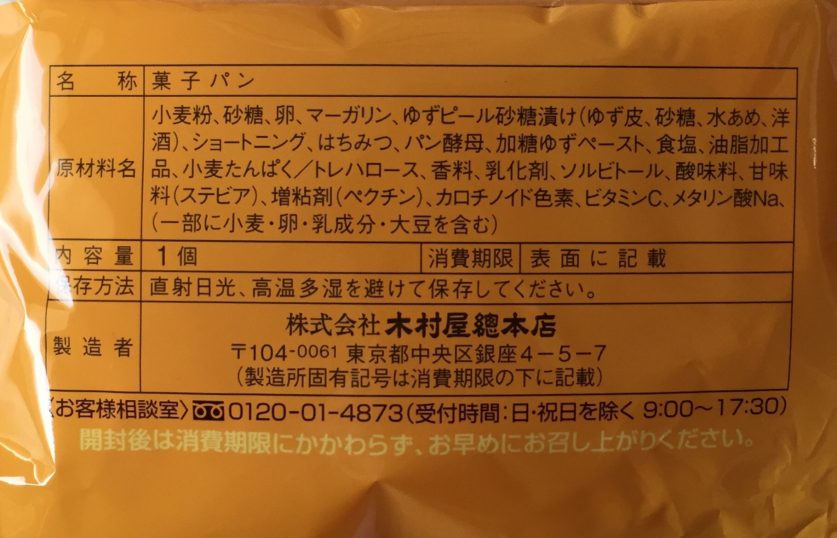 名称 菓子パン
原材料名 小麦粉、砂糖、卵、マーガリン、ゆずピール砂糖漬け(ゆず皮、砂糖、水あめ、洋
酒)、ショートニング、はちみつ、パン酵母、加糖ゆずペースト、食塩、油脂加工
品、小麦たんぱく／トレハロース、香料、乳化剤、ソルビトール、酸味料、甘味
料(ステビア)、増粘剤(ペクチン)、カロチノイド色素、ビタミンC、メタリン酸Na、
(一部に小麦・卵・乳成分・大豆を含む)
内容量 1個 消費期限 表面に記載
保存方法 直射日光、高温多湿を避けて保存してください。
製造者 株式会社 木村屋總本店
〒104-0061 東京都中央区銀座4－5－7
(製造所固有記号は消費期限の下に記載)
〈お客様相談室〉0120-01-4873(受付時間:日・祝日を除く 9:00～17:30)
開封後は消費期限にかかわらず、お早めにお召し上がりください。